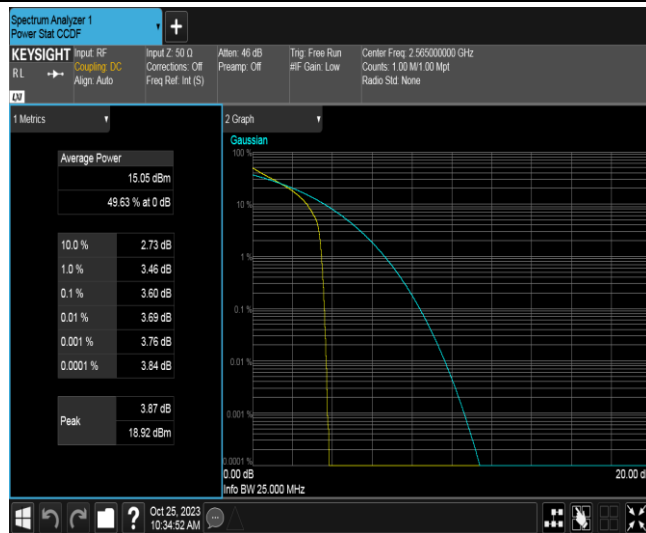 Spectrum Analyzer 1
Power Stat CCDF
+
KEYSIGHT
RL
Input: RF
Coupling: DC
Align: Auto
Input Z: 50 Ω
Corrections: Off
Freq Ref: Int (S)
Atten: 46 dB
Preamp: Off
Trig: Free Run
#IF Gain: Low
Center Freq: 2.565000000 GHz
Counts: 1.00 M/1.00 Mpt
Radio Std: None
1 Metrics
Average Power
15.05 dBm
49.63 % at 0 dB
10.0 % 2.73 dB
1.0 % 3.46 dB
0.1 % 3.60 dB
0.01 % 3.69 dB
0.001 % 3.76 dB
0.0001 % 3.84 dB
Peak
3.87 dB
18.92 dBm
2 Graph
Gaussian
100 %
10 %
1 %
0.1 %
0.01 %
0.001 %
0.0001 %
0.00 dB
20.00 d
Info BW 25.000 MHz
?
Oct 25, 2023
10:34:52 AM